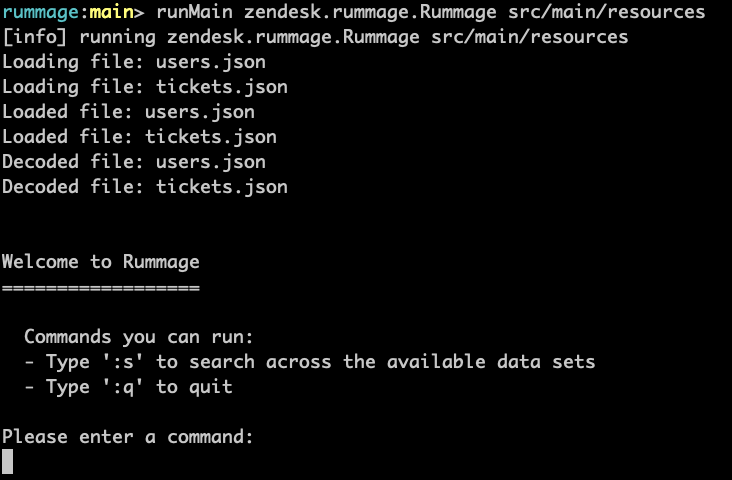 rummage:main> runMain zendesk.rummage.Rummage src/main/resources
[info] running zendesk.rummage.Rummage src/main/resources
Loading file: users.json
Loading file: tickets.json
Loaded file: users.json
Loaded file: tickets.json
Decoded file: users.json
Decoded file: tickets.json
Welcome to Rummage
==================
Commands you can run:
- Type ':s' to search across the available data sets
- Type ':q' to quit
Please enter a command: